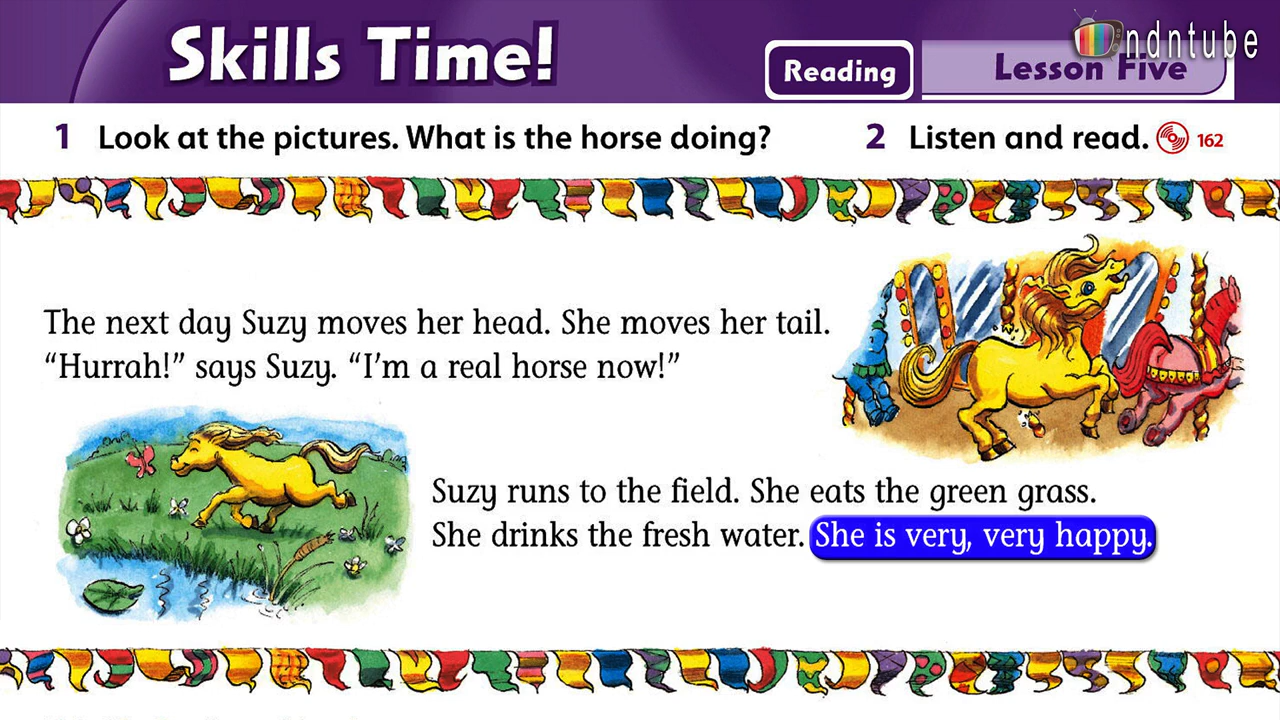 Skills Time!
Reading
Lesson Five
ndntube
1 Look at the pictures. What is the horse doing?
2 Listen and read. 162
The next day Suzy moves her head. She moves her tail.
“Hurrah!” says Suzy. “I’m a real horse now!”
Suzy runs to the field. She eats the green grass.
She drinks the fresh water. She is very, very happy.